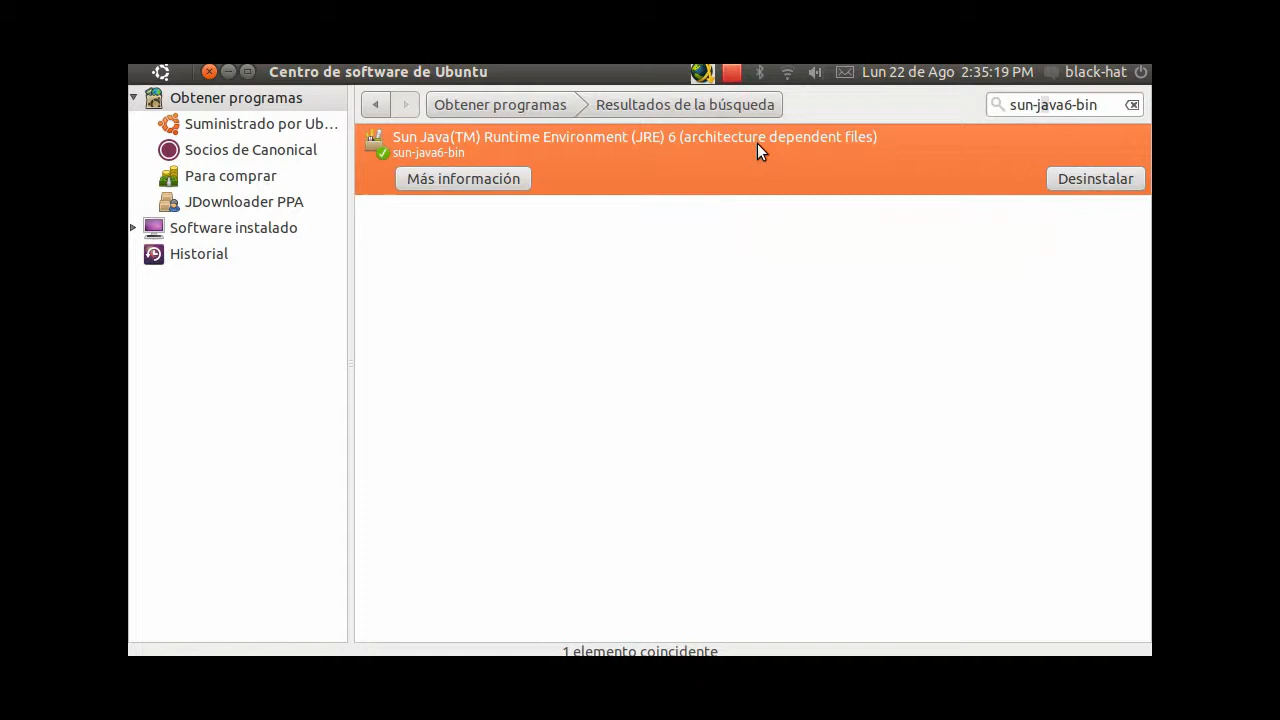 Centro de software de Ubuntu
Lun 22 de Ago 2:35:19 PM
black-hat
Obtener programas
Suministrado por Ub...
Socios de Canonical
Para comprar
JDownloader PPA
Software instalado
Historial
Obtener programas
Resultados de la búsqueda
sun-java6-bin
Sun Java(TM) Runtime Environment (JRE) 6 (architecture dependent files)
sun-java6-bin
Más información
Desinstalar
1 elemento coincidente